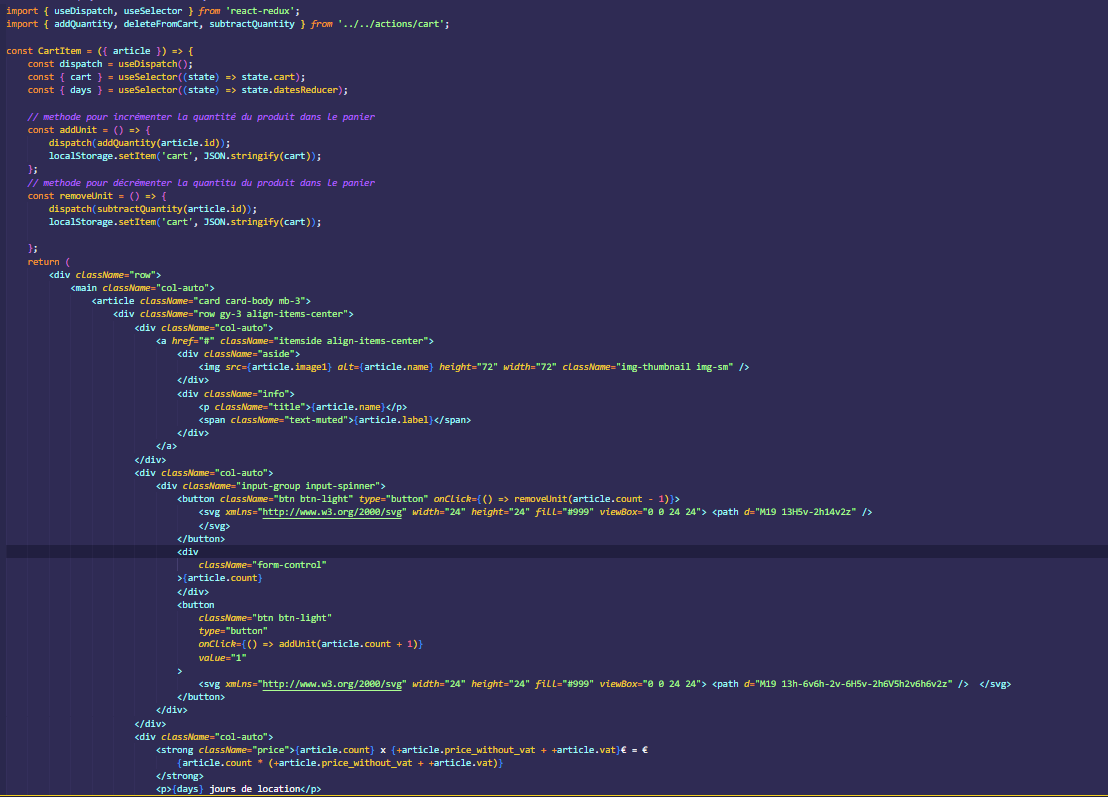 import { useDispatch, useSelector } from 'react-redux';
import { addQuantity, deleteFromCart, subtractQuantity } from '../../actions/cart';
const CartItem = ({ article }) => {
const dispatch = useDispatch();
const { cart } = useSelector((state) => state.cart);
const { days } = useSelector((state) => state.datesReducer);
// methode pour incrémenter la quantité du produit dans le panier
const addUnit = () => {
dispatch(addQuantity(article.id));
localStorage.setItem('cart', JSON.stringify(cart));
};
// methode pour décrémenter la quantitu du produit dans le panier
const removeUnit = () => {
dispatch(subtractQuantity(article.id));
localStorage.setItem('cart', JSON.stringify(cart));
};
return (
<div className="row">
<main className="col-auto">
<article className="card card-body mb-3">
<div className="row gy-3 align-items-center">
<div className="col-auto">
<a href="#" className="itemside align-items-center">
<div className="aside">
<img src={article.image1} alt={article.name} height="72" width="72" className="img-thumbnail img-sm" />
</div>
<div className="info">
<p className="title">{article.name}</p>
<span className="text-muted">{article.label}</span>
</div>
</a>
</div>
<div className="col-auto">
<div className="input-group input-spinner">
<button className="btn btn-light" type="button" onClick={() => removeUnit(article.count - 1)}>
<svg xmlns="http://www.w3.org/2000/svg" width="24" height="24" fill="#999" viewBox="0 0 24 24"> <path d="M19 13H5v-2h14v2z" />
</svg>
</button>
<div
className="form-control"
>{article.count}
</div>
<button
className="btn btn-light"
type="button"
onClick={() => addUnit(article.count + 1)}
value="1"
>
<svg xmlns="http://www.w3.org/2000/svg" width="24" height="24" fill="#999" viewBox="0 0 24 24"> <path d="M19 13h-6v6h-2v-6H5v-2h6V5h2v6h6v2z" />  </svg>
</button>
</div>
</div>
<div className="col-auto">
<strong className="price">{article.count} x {+article.price_without_vat + +article.vat}€ = €
{article.count * (+article.price_without_vat + +article.vat)}
</strong>
<p>{days} jours de location</p>